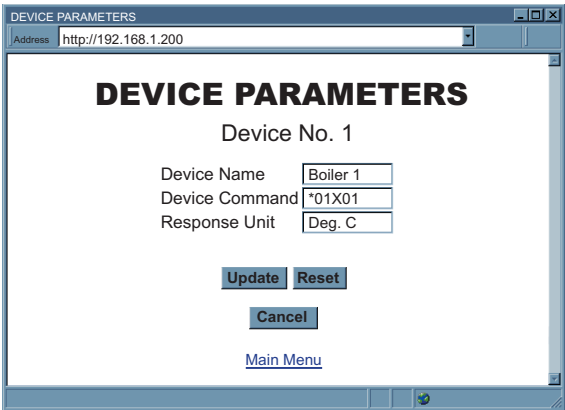 DEVICE PARAMETERS
Address http://192.168.1.200
DEVICE PARAMETERS
Device No. 1
Device Name Boiler 1
Device Command *01X01
Response Unit Deg. C
Update Reset
Cancel
Main Menu